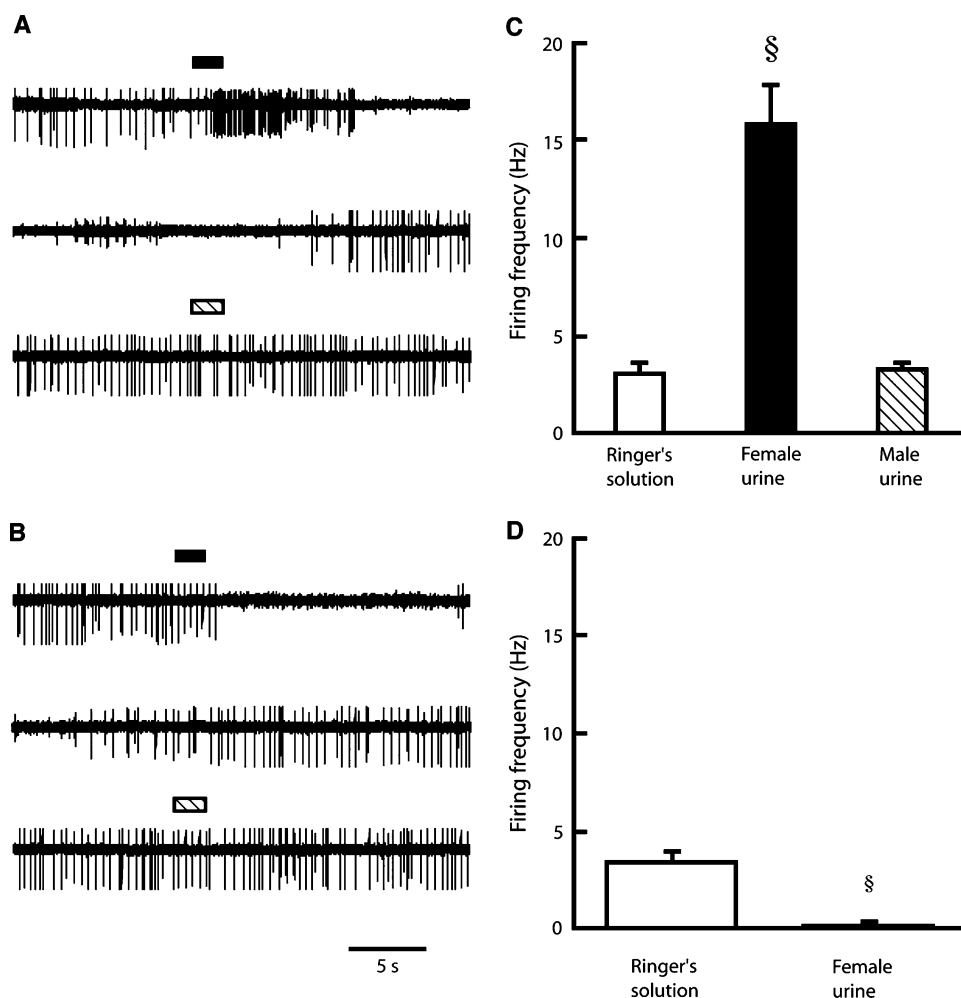 A
B
5 s
C
Firing frequency (Hz)
20
15
10
5
0
Ringer's
solution
Female
urine
Male
urine
§
D
Firing frequency (Hz)
20
15
10
5
0
Ringer's
solution
Female
urine
§